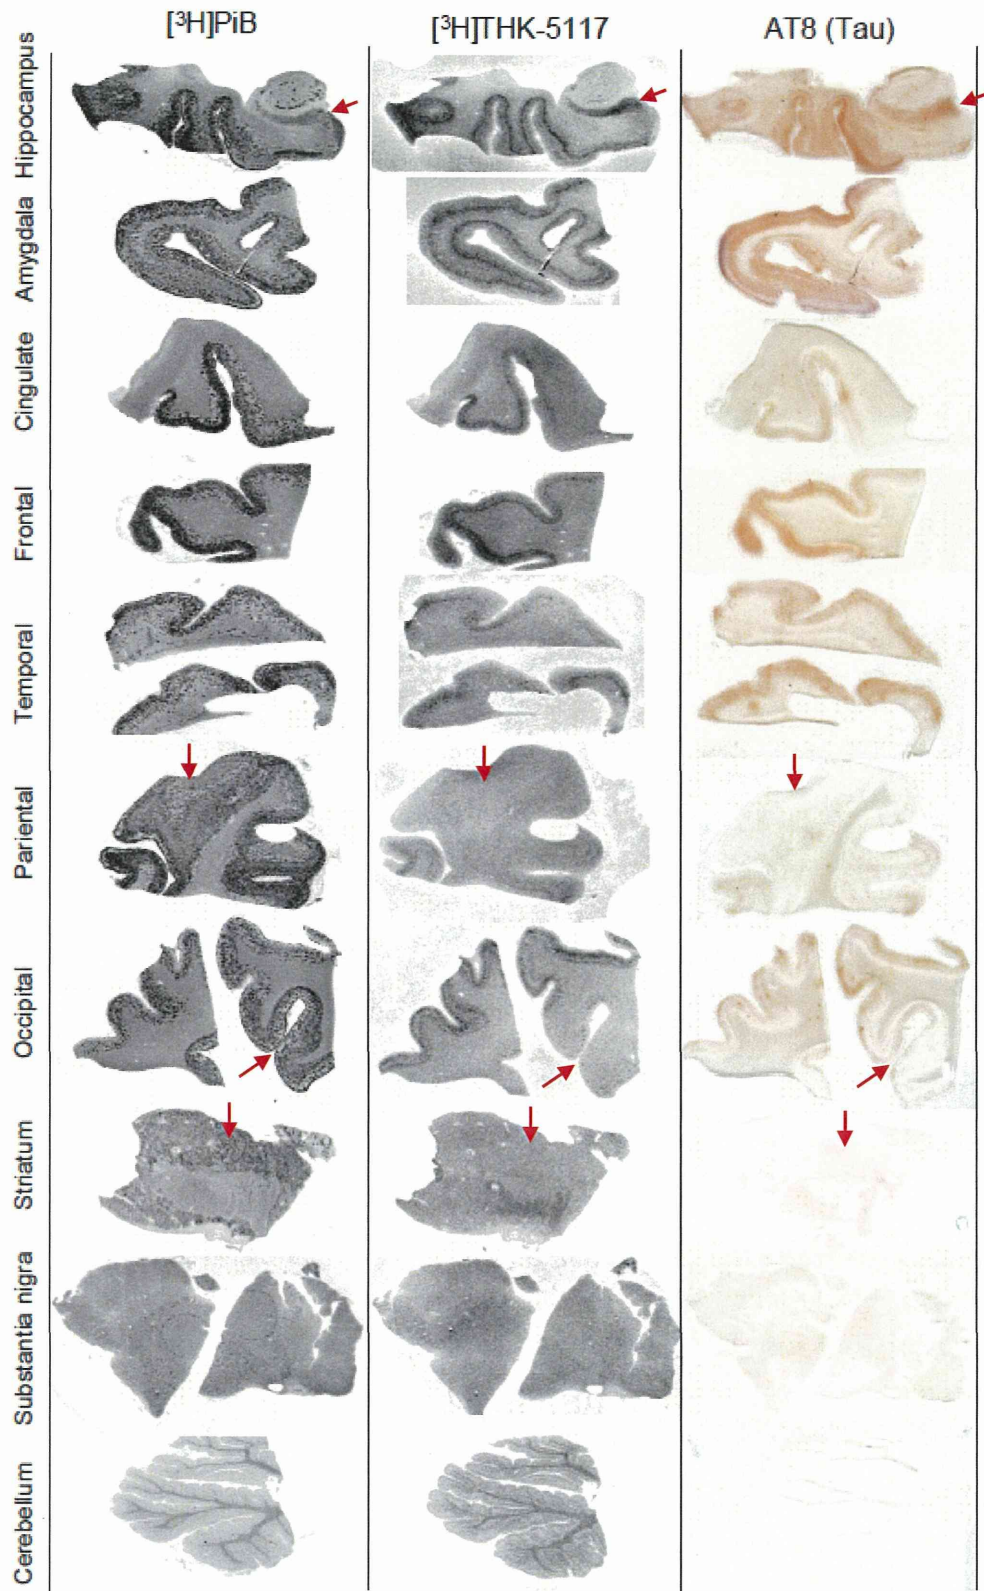 [³H]PiB
[³H]THK-5117
AT8 (Tau)
Hippocampus
Amygdala
Cingulate
Frontal
Temporal
Pariental
Occipital
Striatum
Substantia nigra
Cerebellum